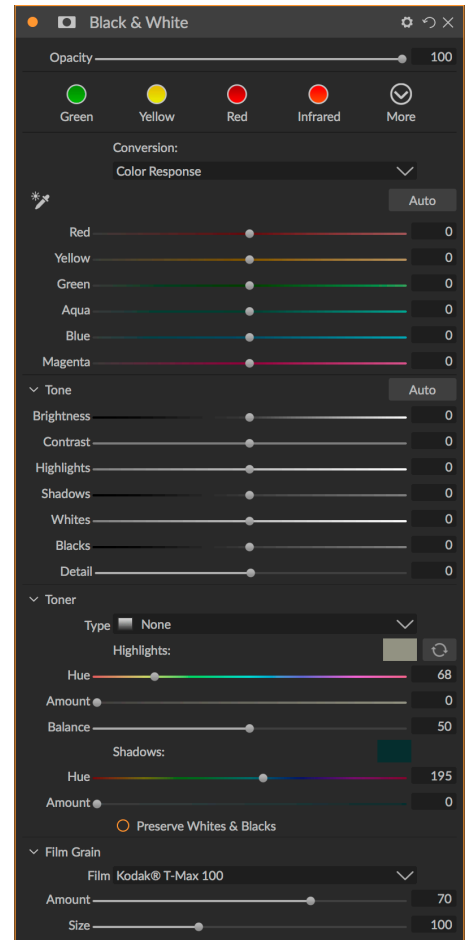 Black & White
Opacity 100
Green Yellow Red Infrared More
Conversion:
Color Response
Auto
Red 0
Yellow 0
Green 0
Aqua 0
Blue 0
Magenta 0
Tone Auto
Brightness 0
Contrast 0
Highlights 0
Shadows 0
Whites 0
Blacks 0
Detail 0
Toner
Type None
Highlights:
Hue 68
Amount 0
Balance 50
Shadows:
Hue 195
Amount 0
Preserve Whites & Blacks
Film Grain
Film Kodak® T-Max 100
Amount 70
Size 100